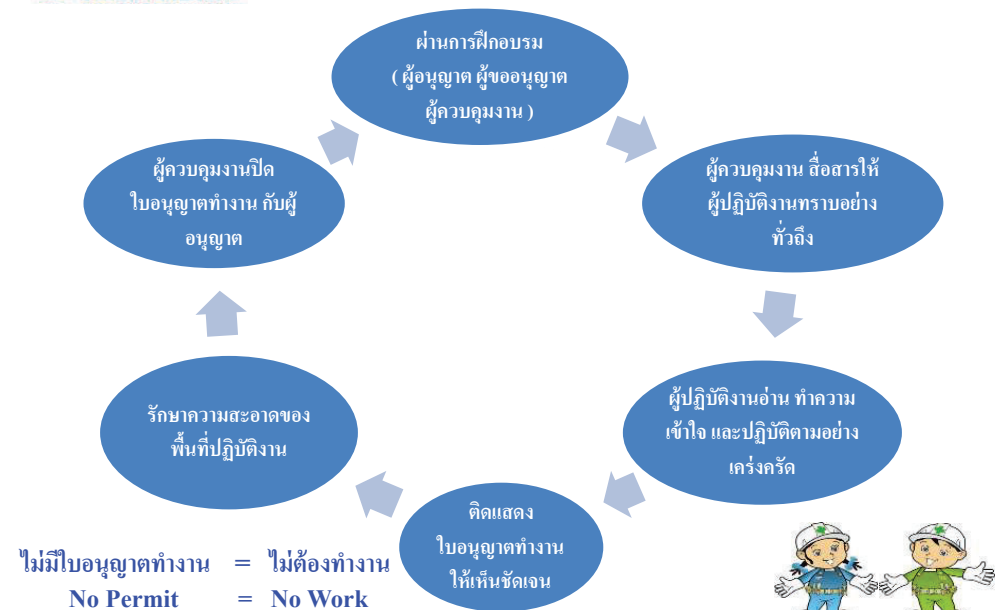 ผ่านการฝึกอบรม
( ผู้อนุญาต ผู้ขออนุญาต
ผู้ควบคุมงาน )
ผู้ควบคุมงาน สื่อสารให้
ผู้ปฏิบัติงานทราบอย่าง
ทั่วถึง
ผู้ปฏิบัติงานอ่าน ทำความ
เข้าใจ และปฏิบัติตามอย่าง
เคร่งครัด
ติดแสดง
ใบอนุญาตทำงาน
ให้เห็นชัดเจน
รักษาความสะอาดของ
พื้นที่ปฏิบัติงาน
ผู้ควบคุมงานปิด
ใบอนุญาตทำงาน กับผู้
อนุญาต
ไม่มีใบอนุญาตทำงาน = ไม่ต้องทำงาน
No Permit = No Work